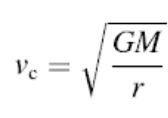 v_c = √(GM/r)